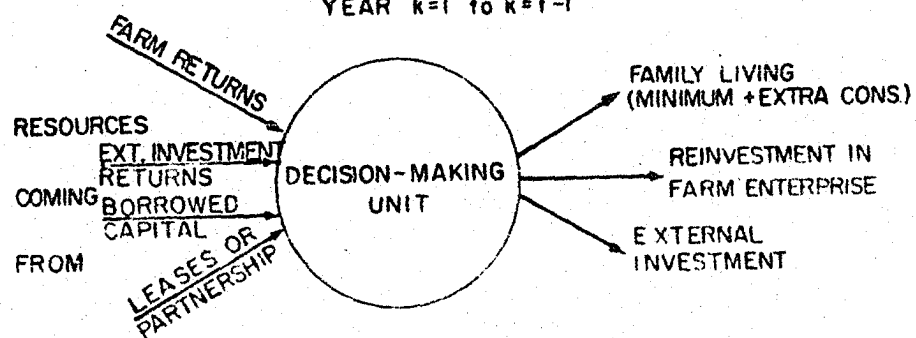 YEAR k=1 to k=T-1
FARM RETURNS
RESOURCES
EXT. INVESTMENT
RETURNS
COMING
BORROWED
CAPITAL
FROM
LEASES OR
PARTNERSHIP
DECISION-MAKING
UNIT
FAMILY LIVING
(MINIMUM + EXTRA CONS.)
REINVESTMENT IN
FARM ENTERPRISE
EXTERNAL
INVESTMENT